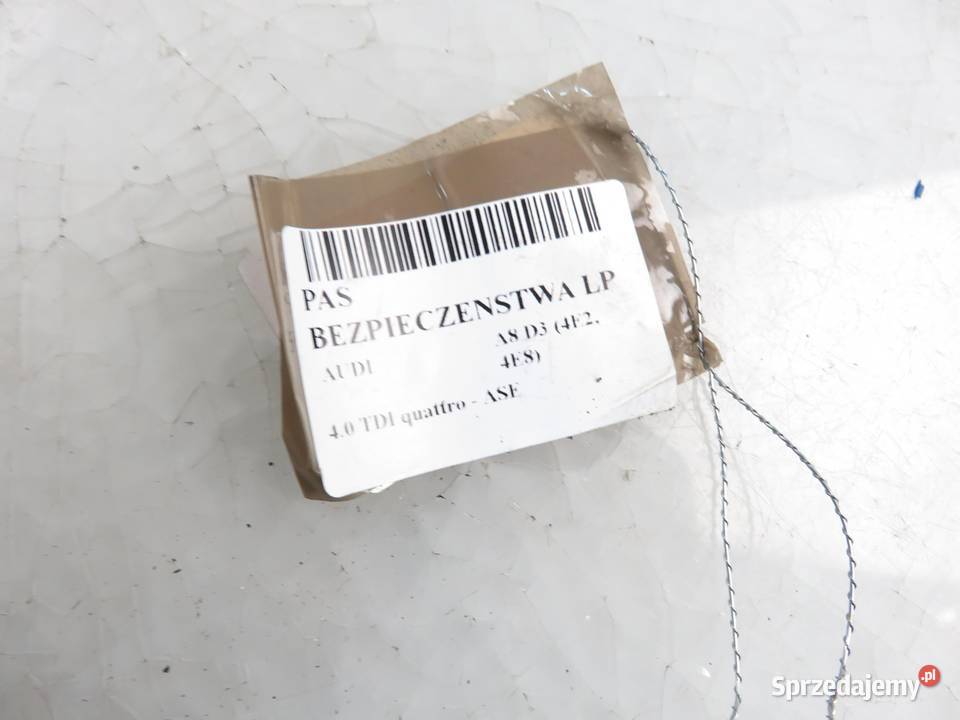 PAS
BEZPIECZENSTWA LP
AUDI A8 D3 (4E2,
4E8)
4.0 TDI quattro - ASE
Sprzedajemy.pl